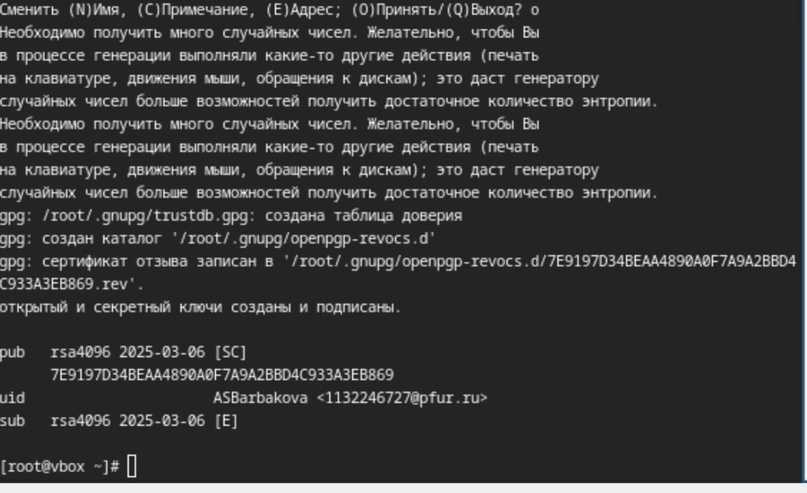 Сменить (N)Имя, (C)Примечание, (E)Адрес; (O)Принять/(Q)Выход? o
Необходимо получить много случайных чисел. Желательно, чтобы Вы
в процессе генерации выполняли какие-то другие действия (печать
на клавиатуре, движения мыши, обращения к дискам); это даст генератору
случайных чисел больше возможностей получить достаточное количество энтропии.
Необходимо получить много случайных чисел. Желательно, чтобы Вы
в процессе генерации выполняли какие-то другие действия (печать
на клавиатуре, движения мыши, обращения к дискам); это даст генератору
случайных чисел больше возможностей получить достаточное количество энтропии.
gpg: /root/.gnupg/trustdb.gpg: создана таблица доверия
gpg: создан каталог '/root/.gnupg/openpgp-revocs.d'
gpg: сертификат отзыва записан в '/root/.gnupg/openpgp-revocs.d/7E9197D34BEAA4890A0F7A9A2BBD4
C933A3EB869.rev'.
открытый и секретный ключи созданы и подписаны.
pub rsa4096 2025-03-06 [SC]
7E9197D34BEAA4890A0F7A9A2BBD4C933A3EB869
uid ASBarbakova <1132246727@pfur.ru>
sub rsa4096 2025-03-06 [E]
[root@vbox ~]#